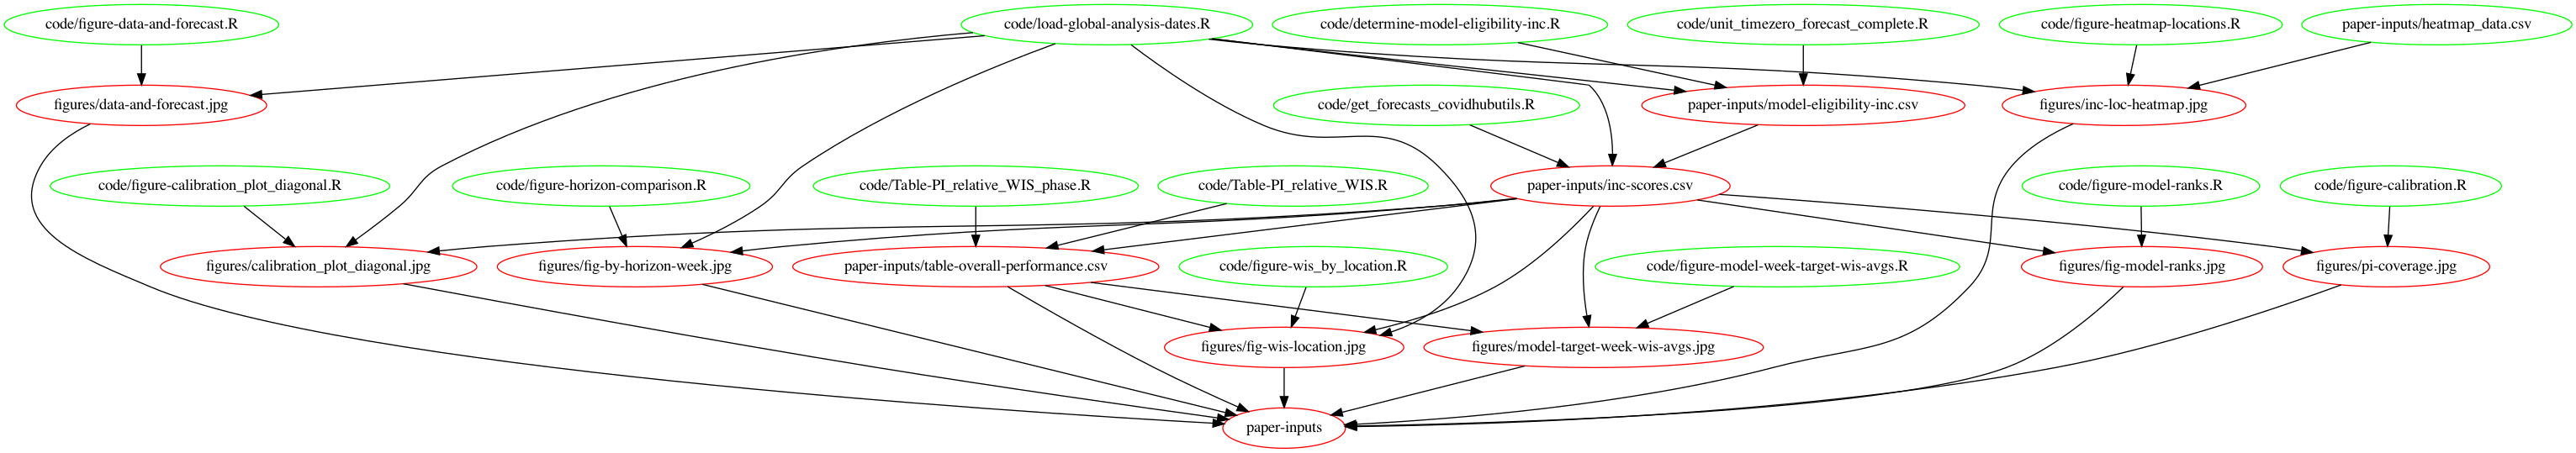 code/figure-data-and-forecast.R
code/load-global-analysis-dates.R
code/determine-model-eligibility-inc.R
code/unit_timezero_forecast_complete.R
code/figure-heatmap-locations.R
paper-inputs/heatmap_data.csv
figures/data-and-forecast.jpg
code/get_forecasts_covidhubutils.R
paper-inputs/model-eligibility-inc.csv
figures/inc-loc-heatmap.jpg
code/figure-calibration_plot_diagonal.R
code/figure-horizon-comparison.R
code/Table-PI_relative_WIS_phase.R
code/Table-PI_relative_WIS.R
paper-inputs/inc-scores.csv
code/figure-model-ranks.R
code/figure-calibration.R
figures/calibration_plot_diagonal.jpg
figures/fig-by-horizon-week.jpg
paper-inputs/table-overall-performance.csv
code/figure-wis_by_location.R
code/figure-model-week-target-wis-avgs.R
figures/fig-model-ranks.jpg
figures/pi-coverage.jpg
figures/fig-wis-location.jpg
figures/model-target-week-wis-avgs.jpg
paper-inputs